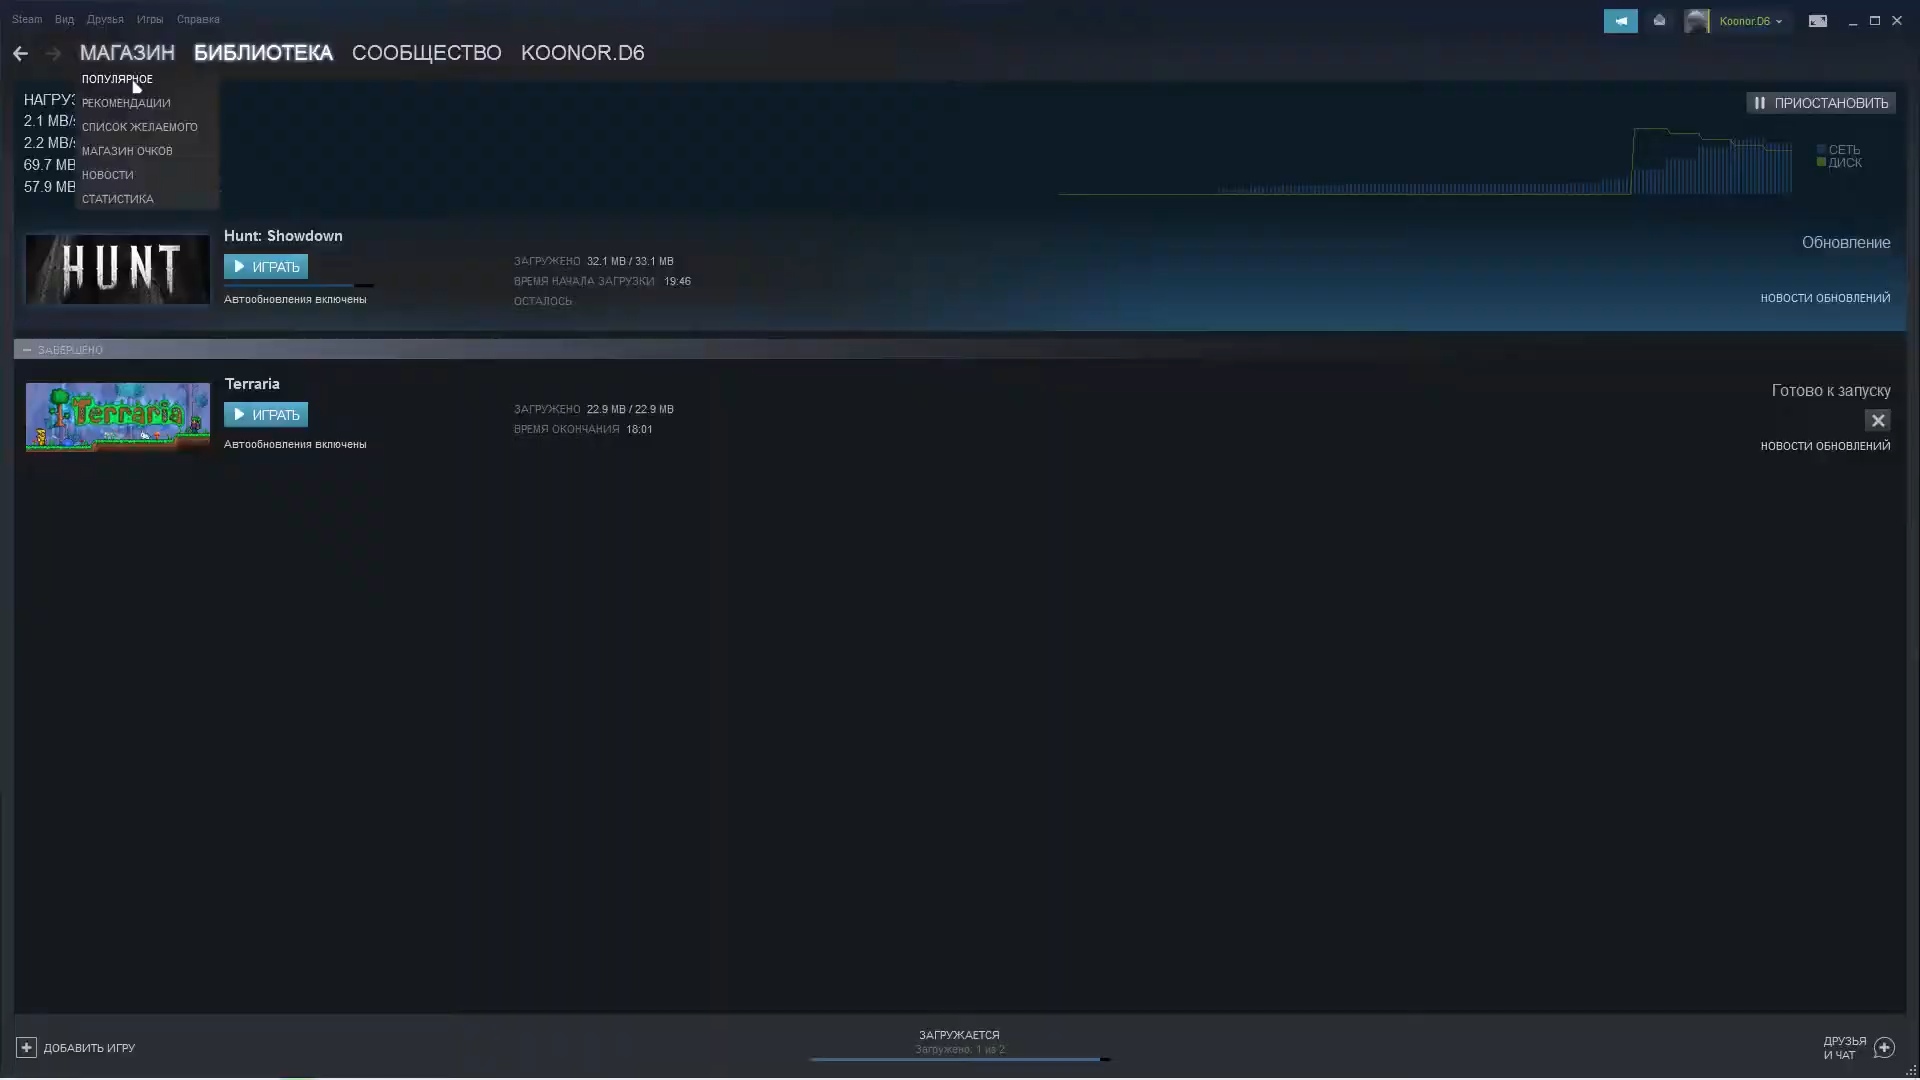 Steam Вид Друзья Игры Справка
Koonor.D6
МАГАЗИН БИБЛИОТЕКА СООБЩЕСТВО KOONOR.D6
ПОПУЛЯРНОЕ
РЕКОМЕНДАЦИИ
СПИСОК ЖЕЛАЕМОГО
МАГАЗИН ОЧКОВ
НОВОСТИ
СТАТИСТИКА
2.1 MB/
2.2 MB/
69.7 MB
57.9 MB
ПРИОСТАНОВИТЬ
СЕТЬ
ДИСК
HUNT
Hunt: Showdown
ИГРАТЬ
Автообновления включены
ЗАГРУЖЕНО 32.1 MB / 33.1 MB
ВРЕМЯ НАЧАЛА ЗАГРУЗКИ 19:46
ОСТАЛОСЬ
Обновление
НОВОСТИ ОБНОВЛЕНИЙ
ЗАВЕРШЕНО
Terraria
Terraria
ИГРАТЬ
Автообновления включены
ЗАГРУЖЕНО 22.9 MB / 22.9 MB
ВРЕМЯ ОКОНЧАНИЯ 18:01
Готово к запуску
НОВОСТИ ОБНОВЛЕНИЙ
ДОБАВИТЬ ИГРУ
ЗАГРУЖАЕТСЯ
Загружено: 1 из 2
ДРУЗЬЯ
И ЧАТ